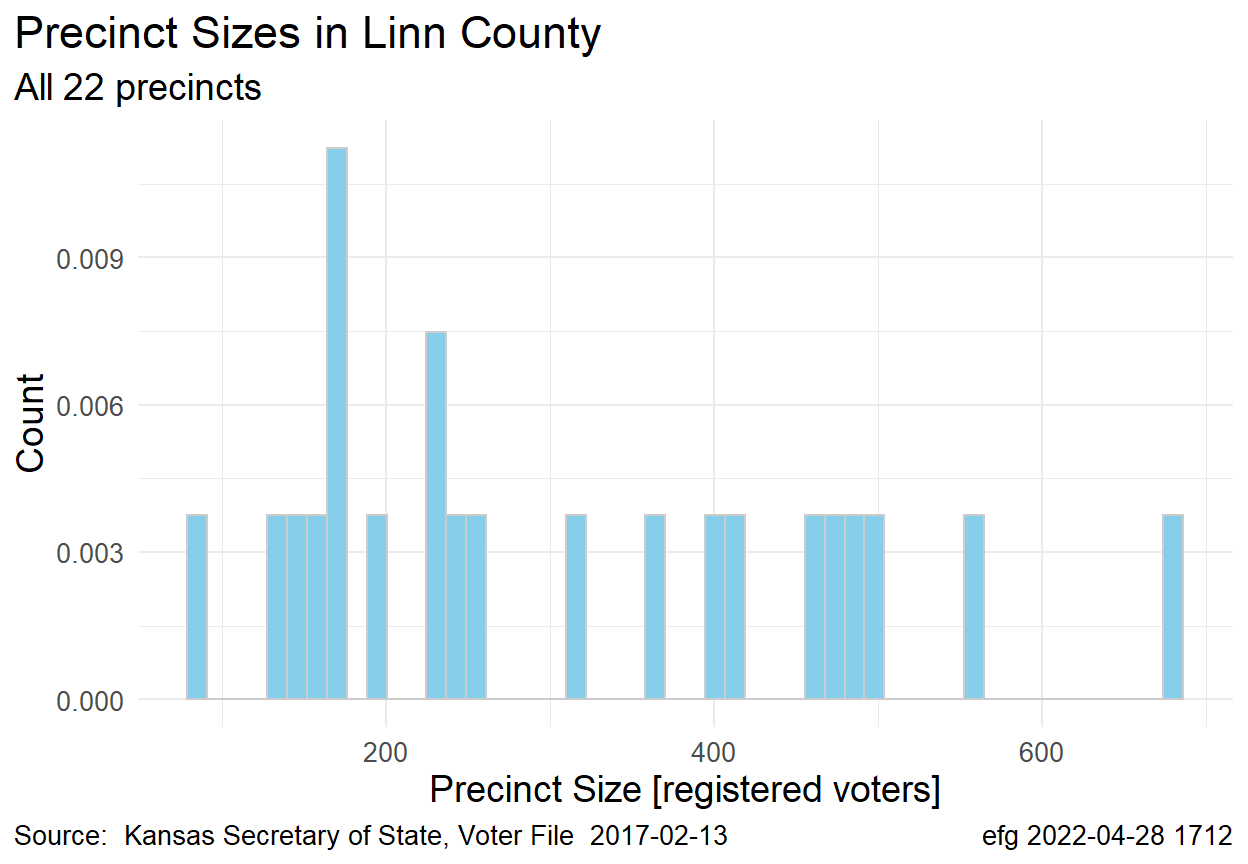 Precinct Sizes in Linn County
All 22 precincts
Count
0.009
0.006
0.003
0.000
200 400 600
Precinct Size [registered voters]
Source:  Kansas Secretary of State, Voter File  2017-02-13
efg 2022-04-28 1712